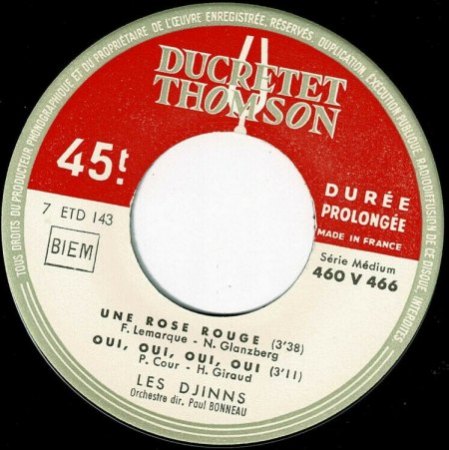 TOUS DROITS DU PRODUCTEUR PHONOGRAPHIQUE ET DU PROPRIÉTAIRE DE L'ŒUVRE ENREGISTRÉE, RÉSERVÉS, DUPLICATION, EXÉCUTION PUBLIQUE, RADIODIFFUSION DE CE DISQUE, INTERDITS
DUCRETET
THOMSON
45t.
DURÉE
PROLONGÉE
MADE IN FRANCE
7 ETD 143
BIEM
Série Médium
460 V 466
UNE ROSE ROUGE (3'38)
F. Lemarque - N. Glanzberg
OUI, OUI, OUI, OUI (3'11)
P. Cour - H. Giraud
LES DJINNS
Orchestre dir. Paul BONNEAU